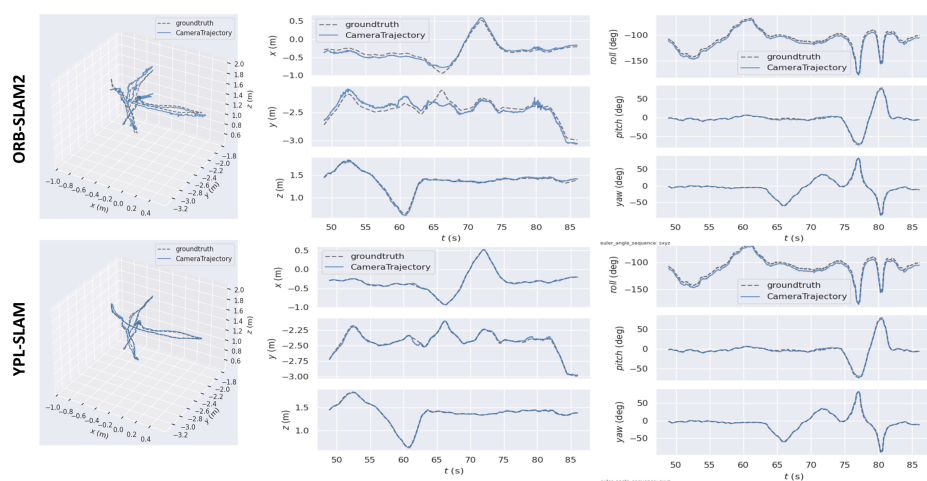 ORB-SLAM2
groundtruth
CameraTrajectory
2.0
1.8
1.6
1.4
1.2
1.0
0.8
0.6
z (m)
−1.8
−2.0
−2.2
−2.4
−2.6
−2.8
−3.2
y (m)
−1.0
−0.8
−0.6
−0.4
−0.2
0.0
0.2
0.4
x (m)
groundtruth
CameraTrajectory
0.5
0.0
−0.5
−1.0
x (m)
−2.5
−3.0
y (m)
1.5
1.0
z (m)
50 55 60 65 70 75 80 85
t (s)
groundtruth
CameraTrajectory
−100
−150
roll (deg)
50
0
−50
pitch (deg)
50
0
−50
yaw (deg)
50 55 60 65 70 75 80 85
t (s)
euler_angle_sequence: sxyz
YPL-SLAM
groundtruth
CameraTrajectory
2.0
1.8
1.6
1.4
1.2
1.0
0.8
0.6
z (m)
−1.8
−2.0
−2.2
−2.4
−2.6
−2.8
−3.2
y (m)
−1.0
−0.8
−0.6
−0.4
−0.2
0.0
0.2
0.4
x (m)
groundtruth
CameraTrajectory
0.5
0.0
−0.5
−1.0
x (m)
−2.25
−2.50
−2.75
−3.00
y (m)
1.5
1.0
z (m)
50 55 60 65 70 75 80 85
t (s)
groundtruth
CameraTrajectory
−100
−150
roll (deg)
50
0
−50
pitch (deg)
50
0
−50
yaw (deg)
50 55 60 65 70 75 80 85
t (s)